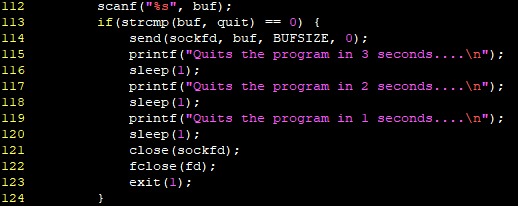 112         scanf("%s", buf);
113         if(strcmp(buf, quit) == 0) {
114             send(sockfd, buf, BUFSIZE, 0);
115             printf("Quits the program in 3 seconds....\n");
116             sleep(1);
117             printf("Quits the program in 2 seconds....\n");
118             sleep(1);
119             printf("Quits the program in 1 seconds....\n");
120             sleep(1);
121             close(sockfd);
122             fclose(fd);
123             exit(1);
124         }